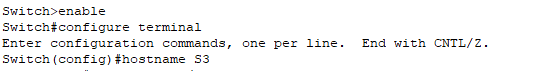 Switch>enable
Switch#configure terminal
Enter configuration commands, one per line.  End with CNTL/Z.
Switch(config)#hostname S3